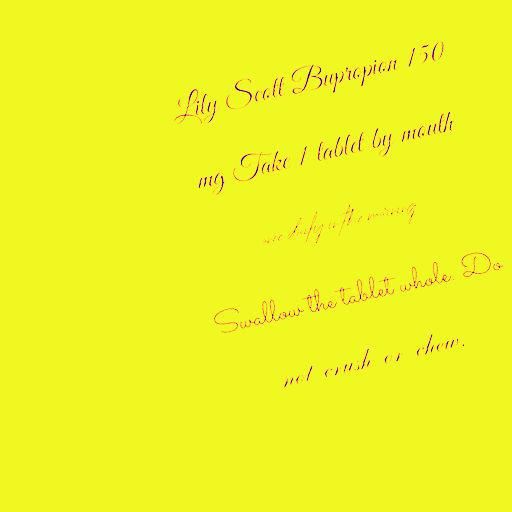 Lily Scott Bupropion 150
mg Take 1 tablet by mouth
once daily in the morning
Swallow the tablet whole. Do
not crush or chew.